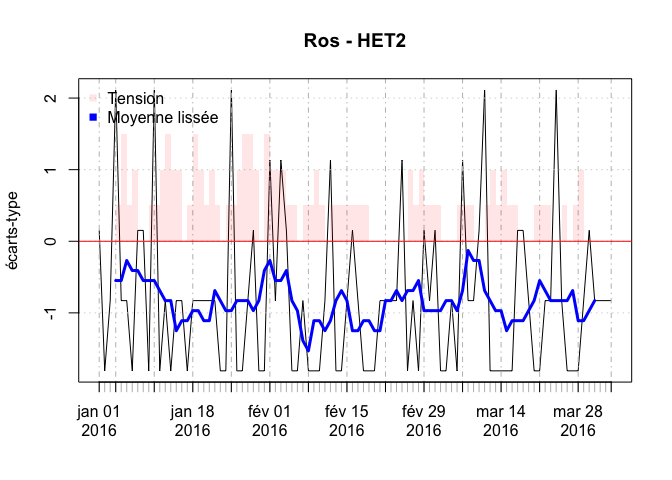 Ros - HET2
Tension
Moyenne lissée
écarts-type
2
1
0
-1
jan 01
2016
jan 18
2016
fév 01
2016
fév 15
2016
fév 29
2016
mar 14
2016
mar 28
2016